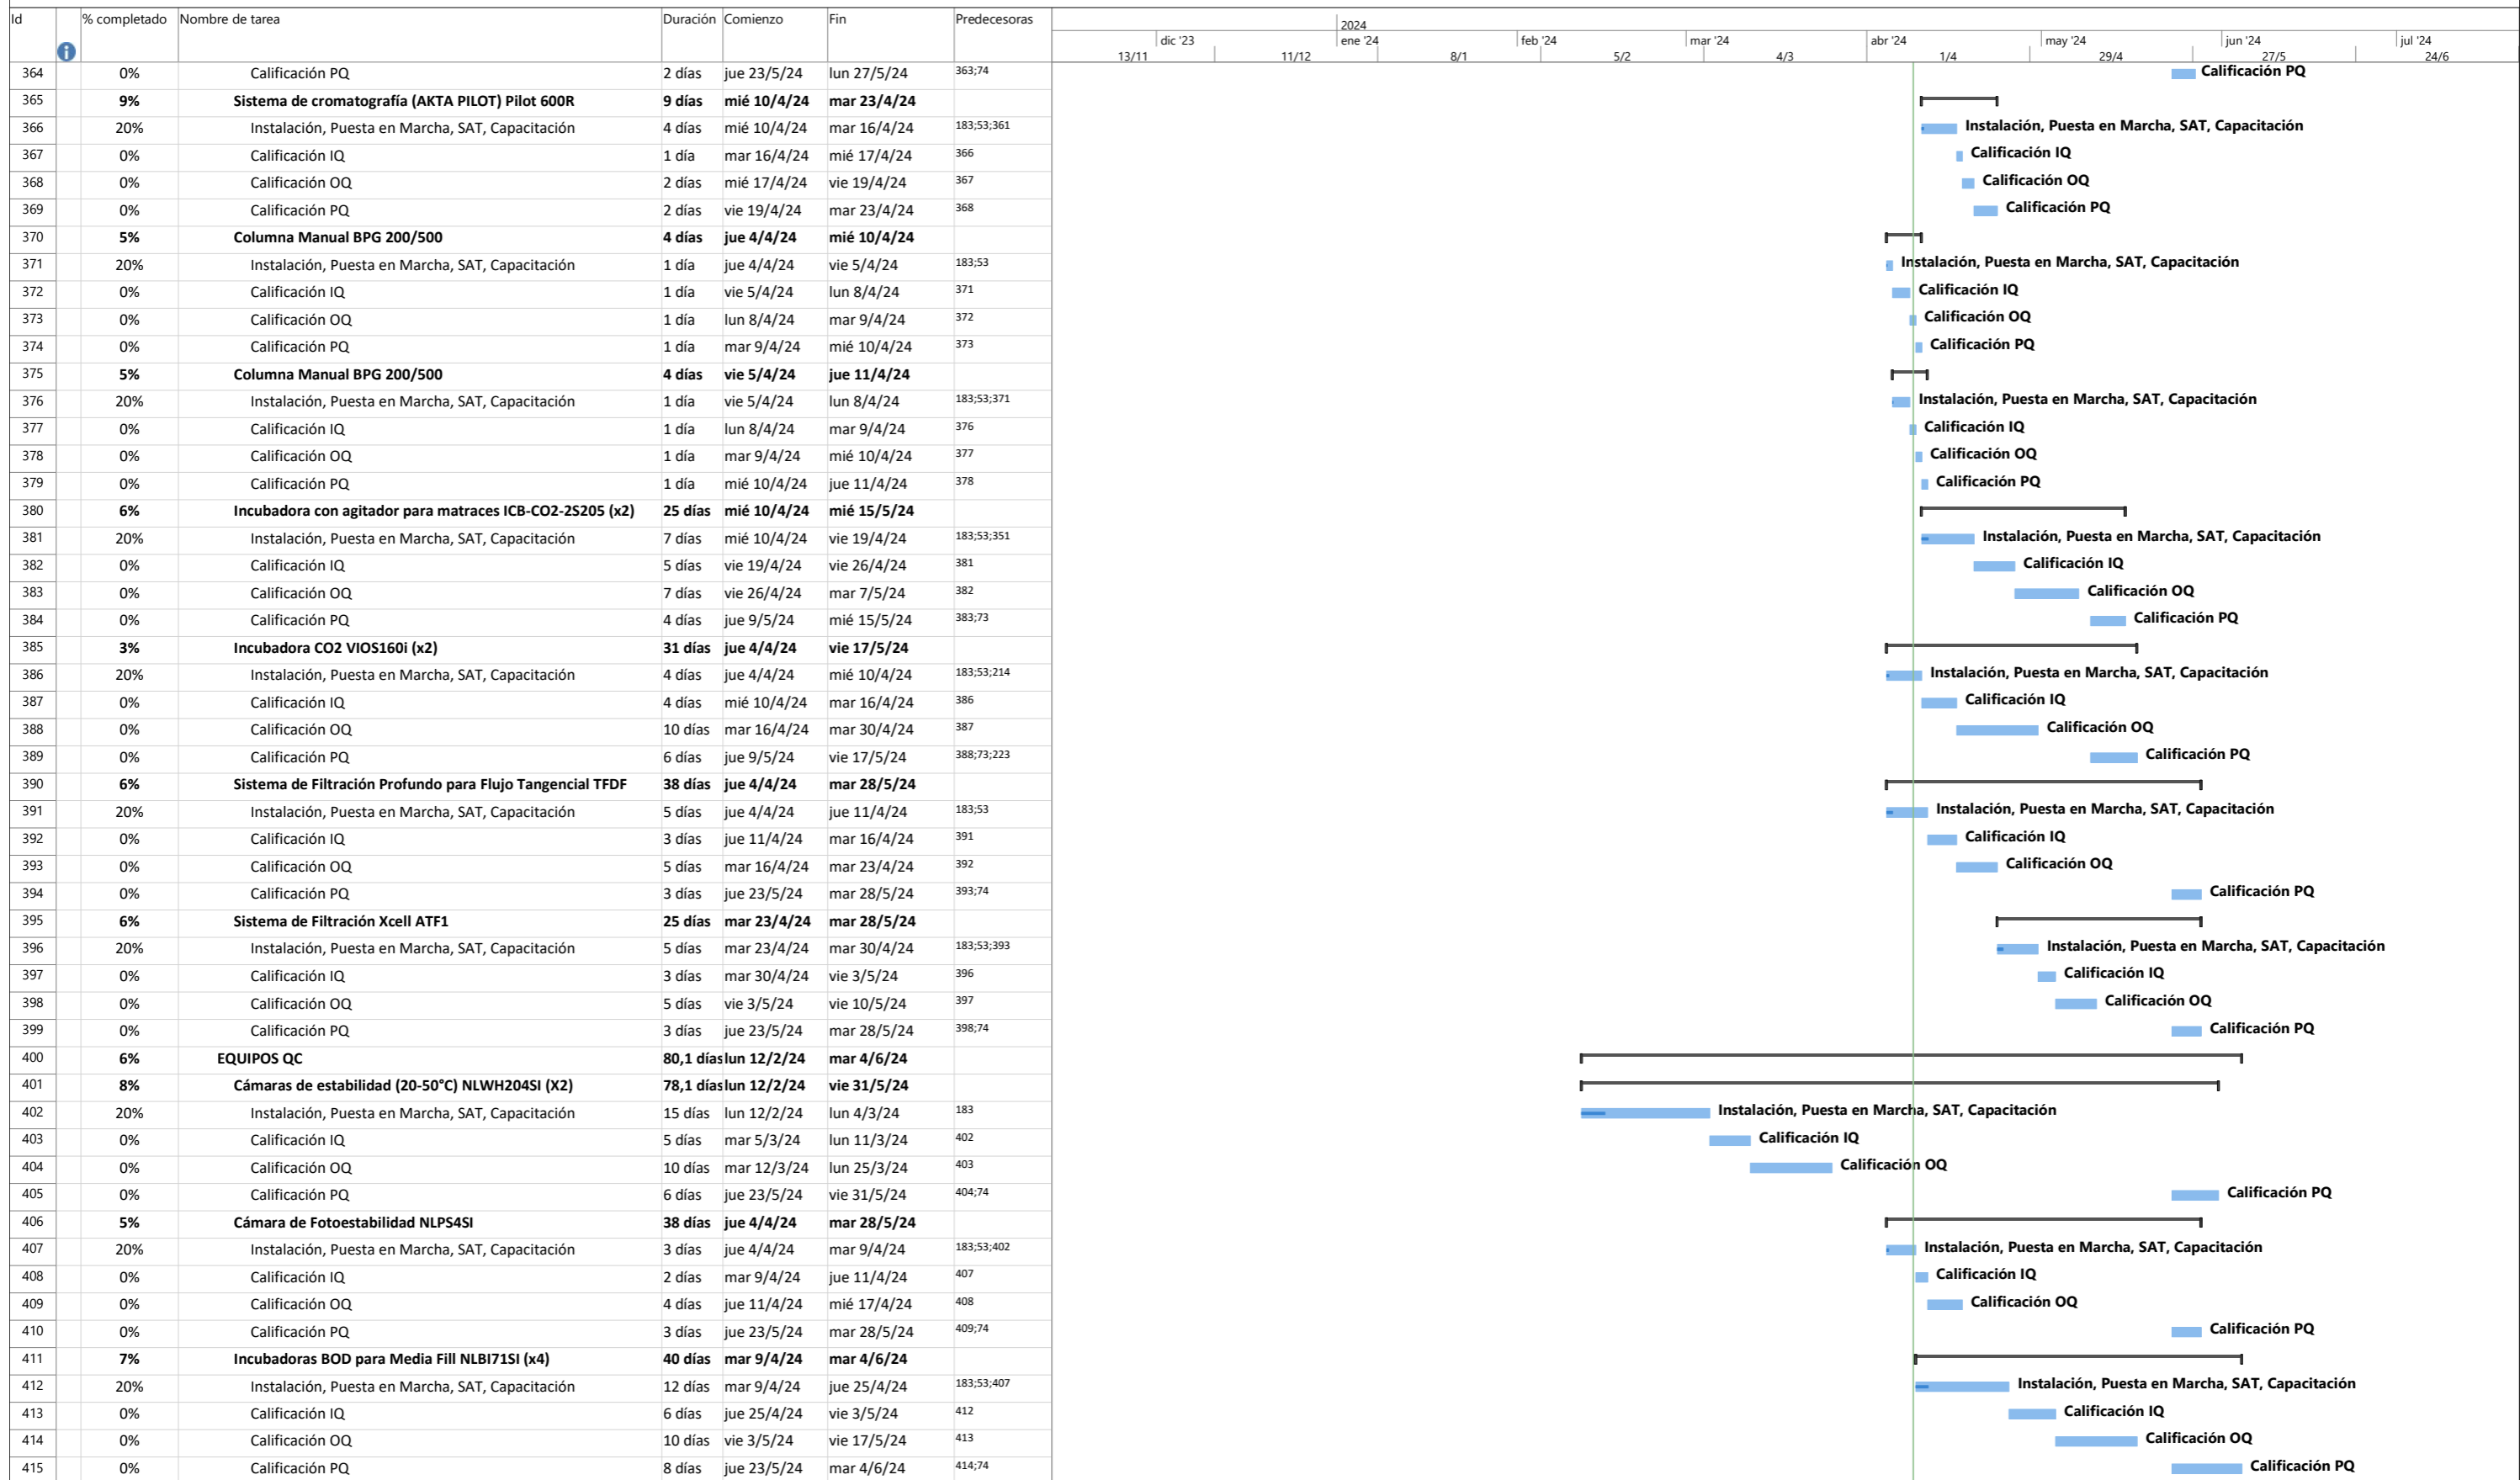 Id % completado Nombre de tarea Duración Comienzo Fin Predecesoras
2024
dic '23 ene '24 feb '24 mar '24 abr '24 may '24 jun '24 jul '24
13/11 11/12 8/1 5/2 4/3 1/4 29/4 27/5 24/6
364 0% Calificación PQ 2 días jue 23/5/24 lun 27/5/24 363;74 Calificación PQ
365 9% Sistema de cromatografía (AKTA PILOT) Pilot 600R 9 días mié 10/4/24 mar 23/4/24
366 20% Instalación, Puesta en Marcha, SAT, Capacitación 4 días mié 10/4/24 mar 16/4/24 183;53;361 Instalación, Puesta en Marcha, SAT, Capacitación
367 0% Calificación IQ 1 día mar 16/4/24 mié 17/4/24 366 Calificación IQ
368 0% Calificación OQ 2 días mié 17/4/24 vie 19/4/24 367 Calificación OQ
369 0% Calificación PQ 2 días vie 19/4/24 mar 23/4/24 368 Calificación PQ
370 5% Columna Manual BPG 200/500 4 días jue 4/4/24 mié 10/4/24
371 20% Instalación, Puesta en Marcha, SAT, Capacitación 1 día jue 4/4/24 vie 5/4/24 183;53 Instalación, Puesta en Marcha, SAT, Capacitación
372 0% Calificación IQ 1 día vie 5/4/24 lun 8/4/24 371 Calificación IQ
373 0% Calificación OQ 1 día lun 8/4/24 mar 9/4/24 372 Calificación OQ
374 0% Calificación PQ 1 día mar 9/4/24 mié 10/4/24 373 Calificación PQ
375 5% Columna Manual BPG 200/500 4 días vie 5/4/24 jue 11/4/24
376 20% Instalación, Puesta en Marcha, SAT, Capacitación 1 día vie 5/4/24 lun 8/4/24 183;53;371 Instalación, Puesta en Marcha, SAT, Capacitación
377 0% Calificación IQ 1 día lun 8/4/24 mar 9/4/24 376 Calificación IQ
378 0% Calificación OQ 1 día mar 9/4/24 mié 10/4/24 377 Calificación OQ
379 0% Calificación PQ 1 día mié 10/4/24 jue 11/4/24 378 Calificación PQ
380 6% Incubadora con agitador para matraces ICB-CO2-2S205 (x2) 25 días mié 10/4/24 mié 15/5/24
381 20% Instalación, Puesta en Marcha, SAT, Capacitación 7 días mié 10/4/24 vie 19/4/24 183;53;351 Instalación, Puesta en Marcha, SAT, Capacitación
382 0% Calificación IQ 5 días vie 19/4/24 vie 26/4/24 381 Calificación IQ
383 0% Calificación OQ 7 días vie 26/4/24 mar 7/5/24 382 Calificación OQ
384 0% Calificación PQ 4 días jue 9/5/24 mié 15/5/24 383;73 Calificación PQ
385 3% Incubadora CO2 VIOS160i (x2) 31 días jue 4/4/24 vie 17/5/24
386 20% Instalación, Puesta en Marcha, SAT, Capacitación 4 días jue 4/4/24 mié 10/4/24 183;53;214 Instalación, Puesta en Marcha, SAT, Capacitación
387 0% Calificación IQ 4 días mié 10/4/24 mar 16/4/24 386 Calificación IQ
388 0% Calificación OQ 10 días mar 16/4/24 mar 30/4/24 387 Calificación OQ
389 0% Calificación PQ 6 días jue 9/5/24 vie 17/5/24 388;73;223 Calificación PQ
390 6% Sistema de Filtración Profundo para Flujo Tangencial TFDF 38 días jue 4/4/24 mar 28/5/24
391 20% Instalación, Puesta en Marcha, SAT, Capacitación 5 días jue 4/4/24 jue 11/4/24 183;53 Instalación, Puesta en Marcha, SAT, Capacitación
392 0% Calificación IQ 3 días jue 11/4/24 mar 16/4/24 391 Calificación IQ
393 0% Calificación OQ 5 días mar 16/4/24 mar 23/4/24 392 Calificación OQ
394 0% Calificación PQ 3 días jue 23/5/24 mar 28/5/24 393;74 Calificación PQ
395 6% Sistema de Filtración Xcell ATF1 25 días mar 23/4/24 mar 28/5/24
396 20% Instalación, Puesta en Marcha, SAT, Capacitación 5 días mar 23/4/24 mar 30/4/24 183;53;393 Instalación, Puesta en Marcha, SAT, Capacitación
397 0% Calificación IQ 3 días mar 30/4/24 vie 3/5/24 396 Calificación IQ
398 0% Calificación OQ 5 días vie 3/5/24 vie 10/5/24 397 Calificación OQ
399 0% Calificación PQ 3 días jue 23/5/24 mar 28/5/24 398;74 Calificación PQ
400 6% EQUIPOS QC 80,1 días lun 12/2/24 mar 4/6/24
401 8% Cámaras de estabilidad (20-50°C) NLWH204SI (X2) 78,1 días lun 12/2/24 vie 31/5/24
402 20% Instalación, Puesta en Marcha, SAT, Capacitación 15 días lun 12/2/24 lun 4/3/24 183 Instalación, Puesta en Marcha, SAT, Capacitación
403 0% Calificación IQ 5 días mar 5/3/24 lun 11/3/24 402 Calificación IQ
404 0% Calificación OQ 10 días mar 12/3/24 lun 25/3/24 403 Calificación OQ
405 0% Calificación PQ 6 días jue 23/5/24 vie 31/5/24 404;74 Calificación PQ
406 5% Cámara de Fotoestabilidad NLPS4SI 38 días jue 4/4/24 mar 28/5/24
407 20% Instalación, Puesta en Marcha, SAT, Capacitación 3 días jue 4/4/24 mar 9/4/24 183;53;402 Instalación, Puesta en Marcha, SAT, Capacitación
408 0% Calificación IQ 2 días mar 9/4/24 jue 11/4/24 407 Calificación IQ
409 0% Calificación OQ 4 días jue 11/4/24 mié 17/4/24 408 Calificación OQ
410 0% Calificación PQ 3 días jue 23/5/24 mar 28/5/24 409;74 Calificación PQ
411 7% Incubadoras BOD para Media Fill NLBI71SI (x4) 40 días mar 9/4/24 mar 4/6/24
412 20% Instalación, Puesta en Marcha, SAT, Capacitación 12 días mar 9/4/24 jue 25/4/24 183;53;407 Instalación, Puesta en Marcha, SAT, Capacitación
413 0% Calificación IQ 6 días jue 25/4/24 vie 3/5/24 412 Calificación IQ
414 0% Calificación OQ 10 días vie 3/5/24 vie 17/5/24 413 Calificación OQ
415 0% Calificación PQ 8 días jue 23/5/24 mar 4/6/24 414;74 Calificación PQ